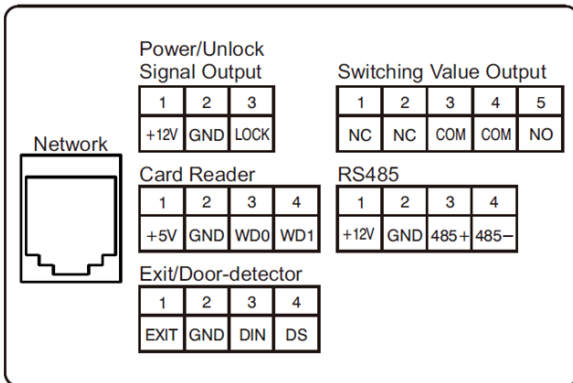 Power/Unlock
Signal Output
1 2 3
+12V GND LOCK
Switching Value Output
1 2 3 4 5
NC NC COM COM NO
Network
Card Reader
1 2 3 4
+5V GND WD0 WD1
RS485
1 2 3 4
+12V GND 485+ 485−
Exit/Door-detector
1 2 3 4
EXIT GND DIN DS